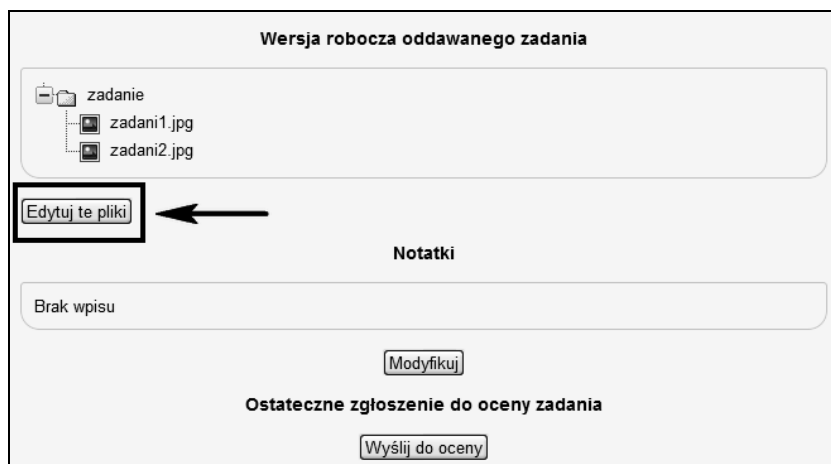 Wersja robocza oddawanego zadania
zadanie
zadani1.jpg
zadani2.jpg
Edytuj te pliki
Notatki
Brak wpisu
Modyfikuj
Ostateczne zgłoszenie do oceny zadania
Wyślij do oceny